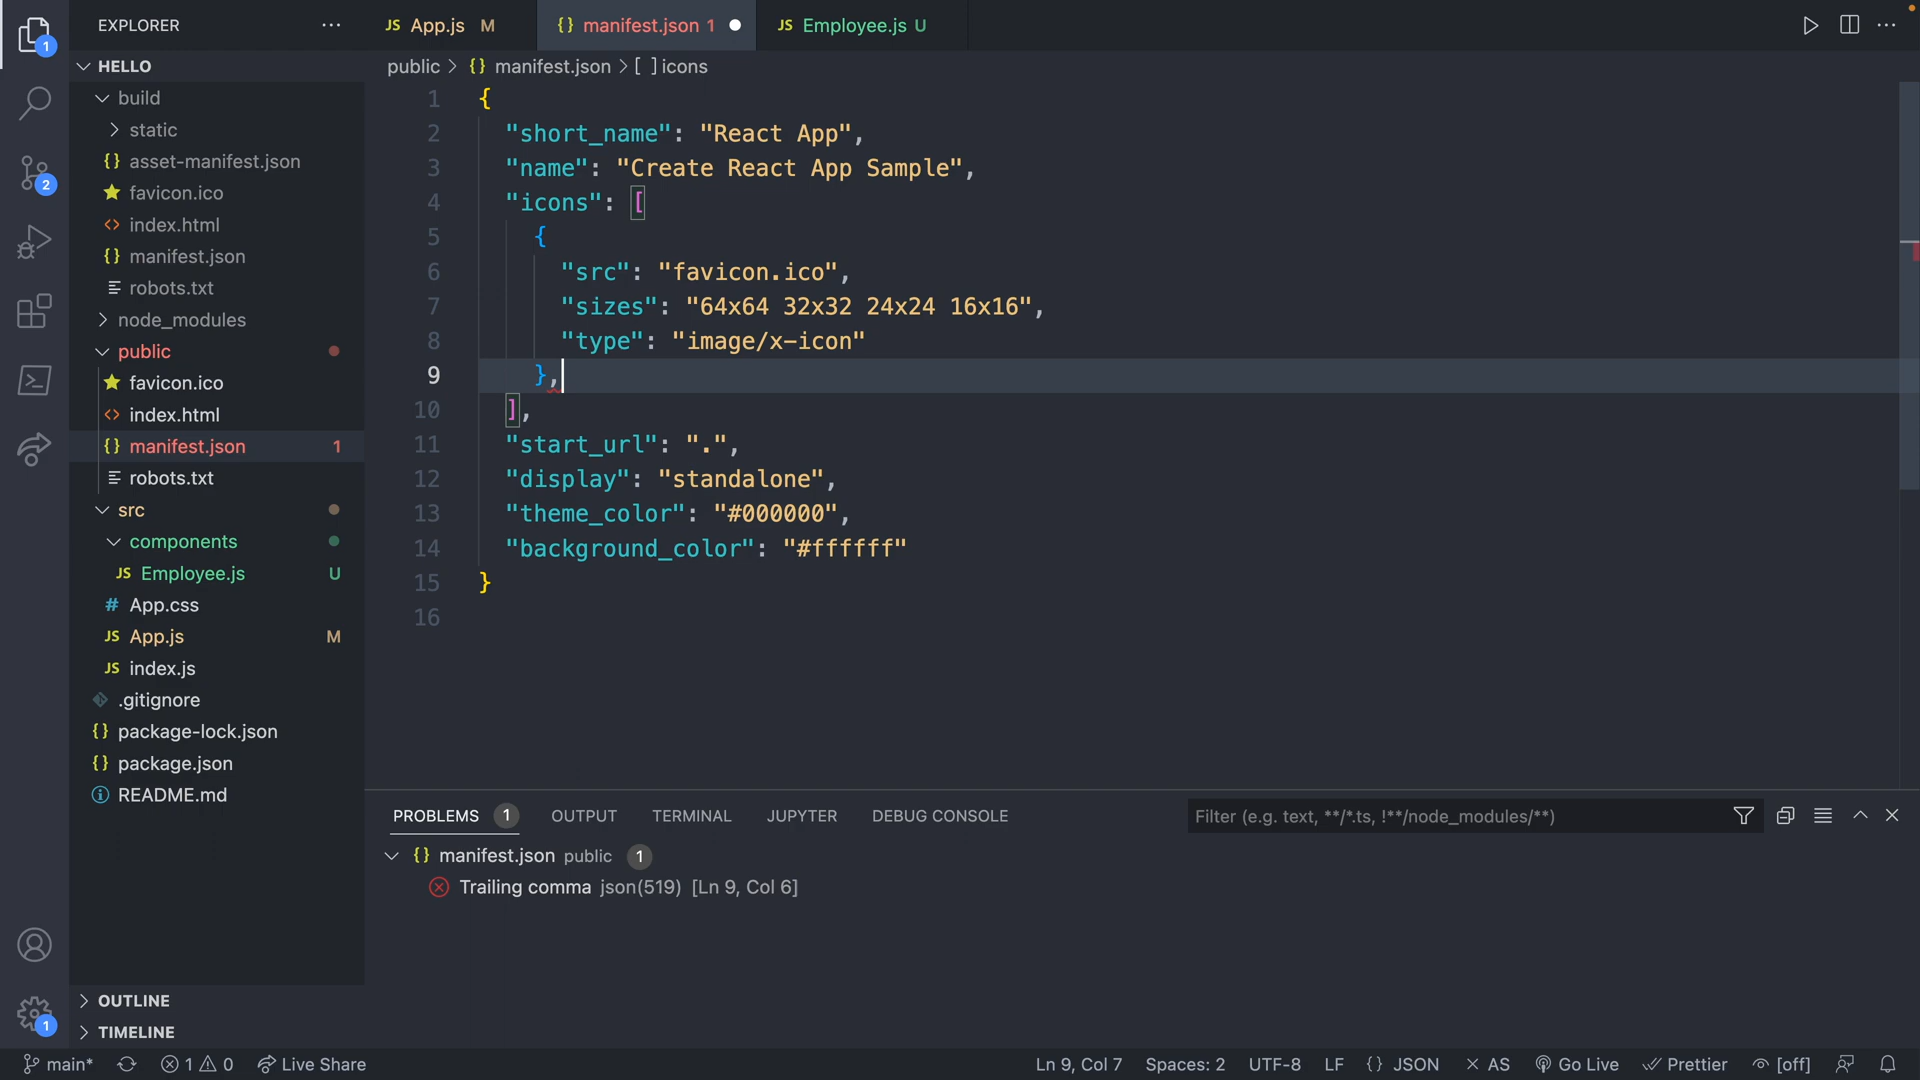 EXPLORER
JS App.js M
{} manifest.json 1
JS Employee.js U
HELLO
build
static
{} asset-manifest.json
favicon.ico
<> index.html
{} manifest.json
robots.txt
node_modules
public
favicon.ico
<> index.html
{} manifest.json 1
robots.txt
src
components
JS Employee.js U
# App.css
JS App.js M
JS index.js
.gitignore
{} package-lock.json
{} package.json
README.md
OUTLINE
TIMELINE
1
2
1
public > {} manifest.json > [ ] icons
1 {
2 "short_name": "React App",
3 "name": "Create React App Sample",
4 "icons": [
5 {
6 "src": "favicon.ico",
7 "sizes": "64x64 32x32 24x24 16x16",
8 "type": "image/x-icon"
9 },
10 ],
11 "start_url": ".",
12 "display": "standalone",
13 "theme_color": "#000000",
14 "background_color": "#ffffff"
15 }
16
PROBLEMS 1 OUTPUT TERMINAL JUPYTER DEBUG CONSOLE
Filter (e.g. text, **/*.ts, !**/node_modules/**)
{} manifest.json public 1
Trailing comma json(519) [Ln 9, Col 6]
main* 1 0 Live Share
Ln 9, Col 7 Spaces: 2 UTF-8 LF {} JSON × AS Go Live Prettier [off]